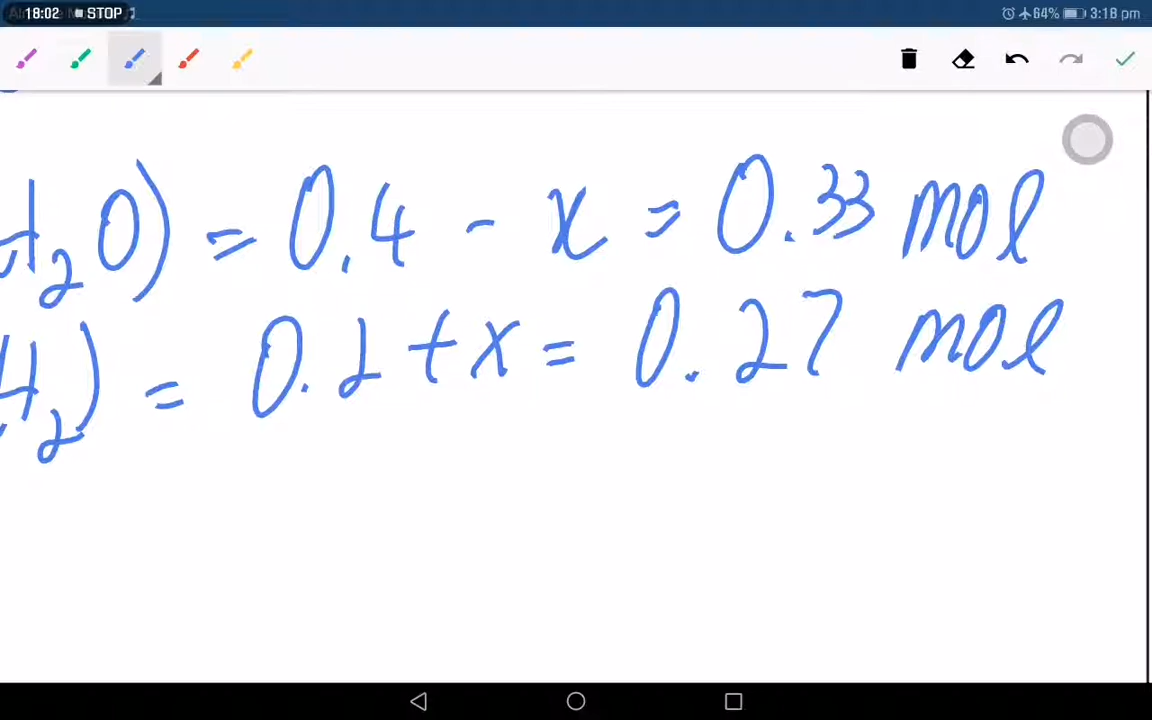 18:02 STOP 64% 3:18 pm
H₂O) = 0.4 - x = 0.33 mol
H₂) = 0.2 + x = 0.27 mol